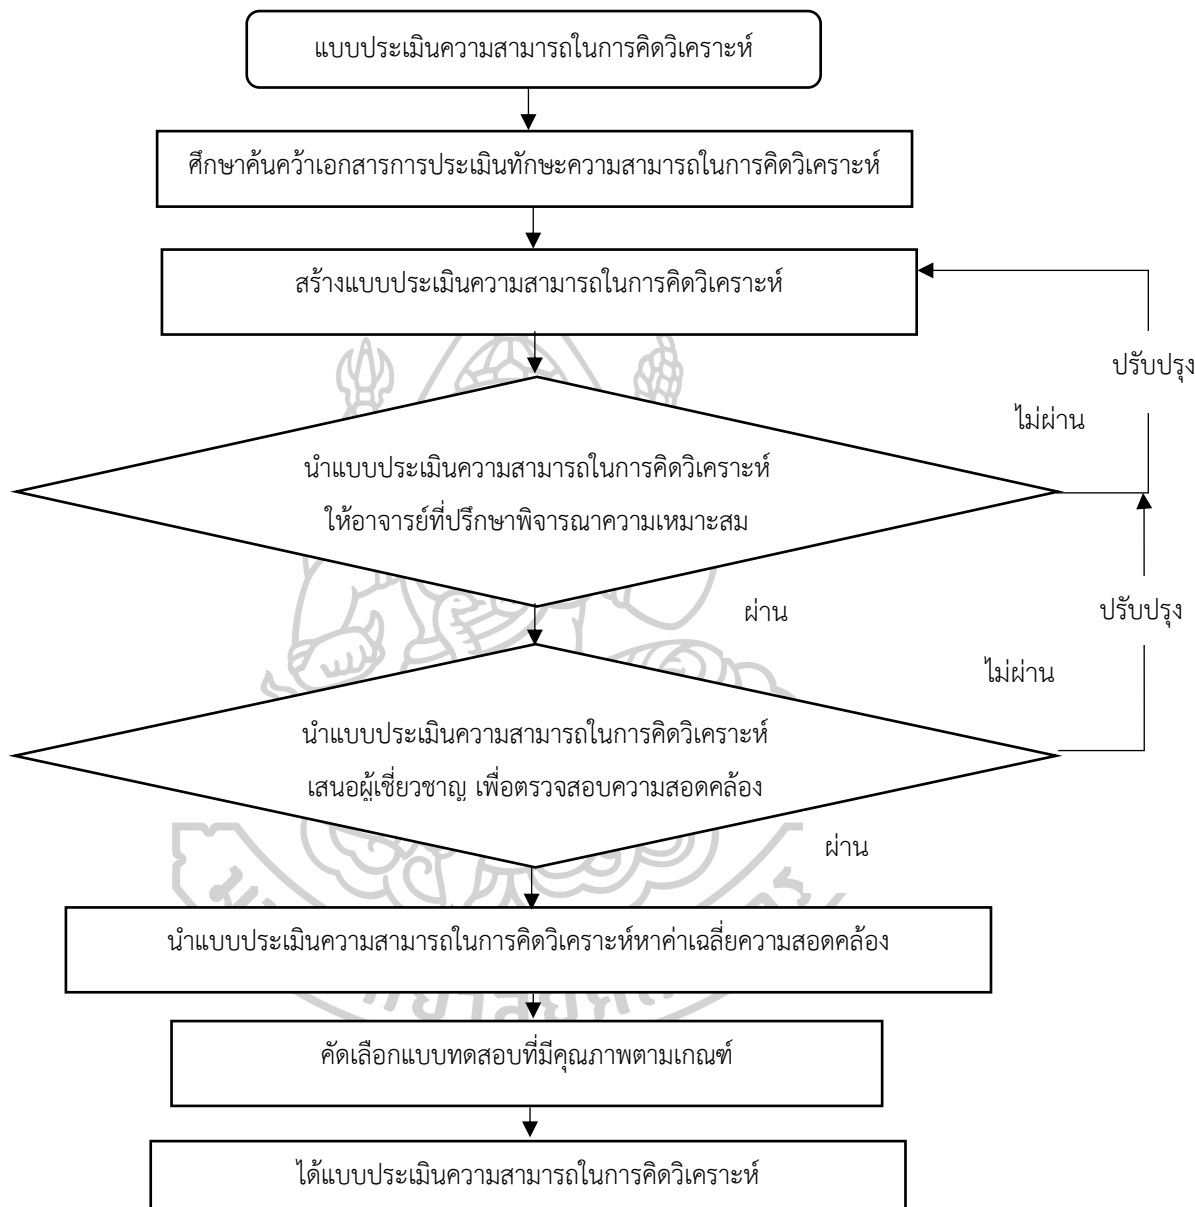 แบบประเมินความสามารถในการคิดวิเคราะห์
ศึกษาค้นคว้าเอกสารการประเมินทักษะความสามารถในการคิดวิเคราะห์
สร้างแบบประเมินความสามารถในการคิดวิเคราะห์
ปรับปรุง
ไม่ผ่าน
นำแบบประเมินความสามารถในการคิดวิเคราะห์
ให้อาจารย์ที่ปรึกษาพิจารณาความเหมาะสม
ผ่าน
ปรับปรุง
ไม่ผ่าน
นำแบบประเมินความสามารถในการคิดวิเคราะห์
เสนอผู้เชี่ยวชาญ เพื่อตรวจสอบความสอดคล้อง
ผ่าน
นำแบบประเมินความสามารถในการคิดวิเคราะห์หาค่าเฉลี่ยความสอดคล้อง
คัดเลือกแบบทดสอบที่มีคุณภาพตามเกณฑ์
ได้แบบประเมินความสามารถในการคิดวิเคราะห์